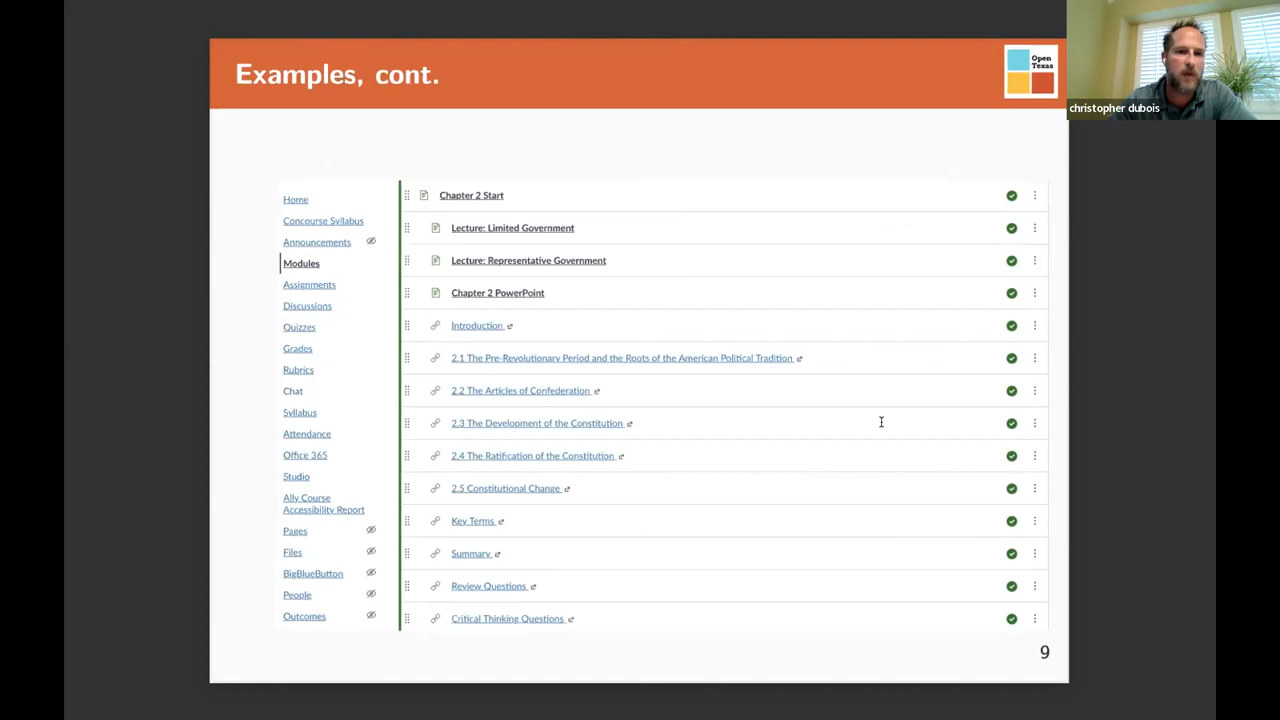 Examples, cont.
Open
Texas
christopher dubois
Home
Concourse Syllabus
Announcements
Modules
Assignments
Discussions
Quizzes
Grades
Rubrics
Chat
Syllabus
Attendance
Office 365
Studio
Ally Course
Accessibility Report
Pages
Files
BigBlueButton
People
Outcomes
Chapter 2 Start
Lecture: Limited Government
Lecture: Representative Government
Chapter 2 PowerPoint
Introduction
2.1 The Pre-Revolutionary Period and the Roots of the American Political Tradition
2.2 The Articles of Confederation
2.3 The Development of the Constitution
2.4 The Ratification of the Constitution
2.5 Constitutional Change
Key Terms
Summary
Review Questions
Critical Thinking Questions
9